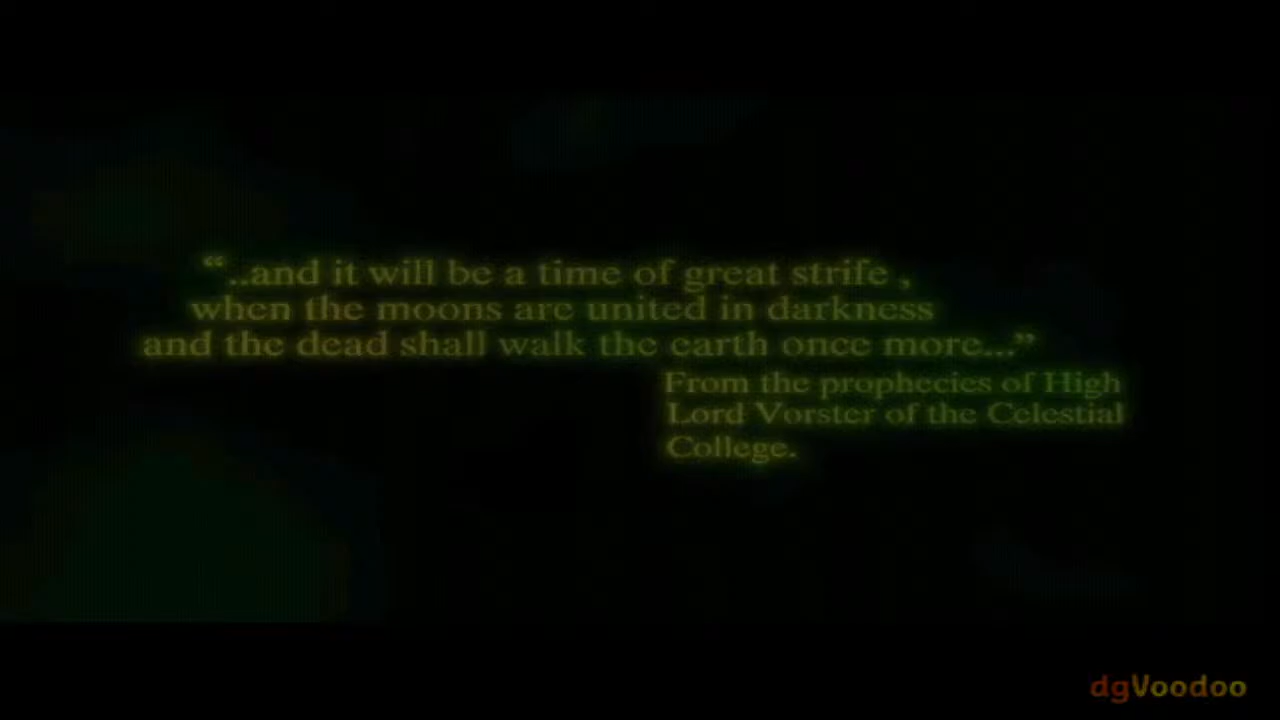 “..and it will be a time of great strife ,
when the moons are united in darkness
and the dead shall walk the earth once more...”
From the prophecies of High
Lord Vorster of the Celestial
College.
dgVoodoo